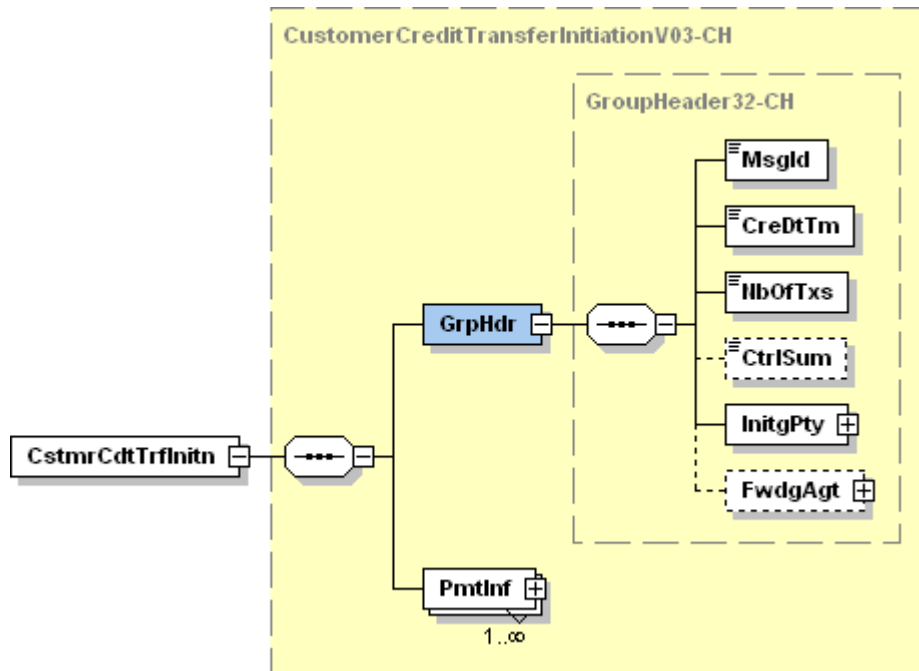 CustomerCreditTransferInitiationV03-CH
GroupHeader32-CH
MsgId
CreDtTm
NbOfTxs
GrpHdr
CtrlSum
InitgPty
CstmrCdtTrfInitn
FwdgAgt
PmtInf
1..∞